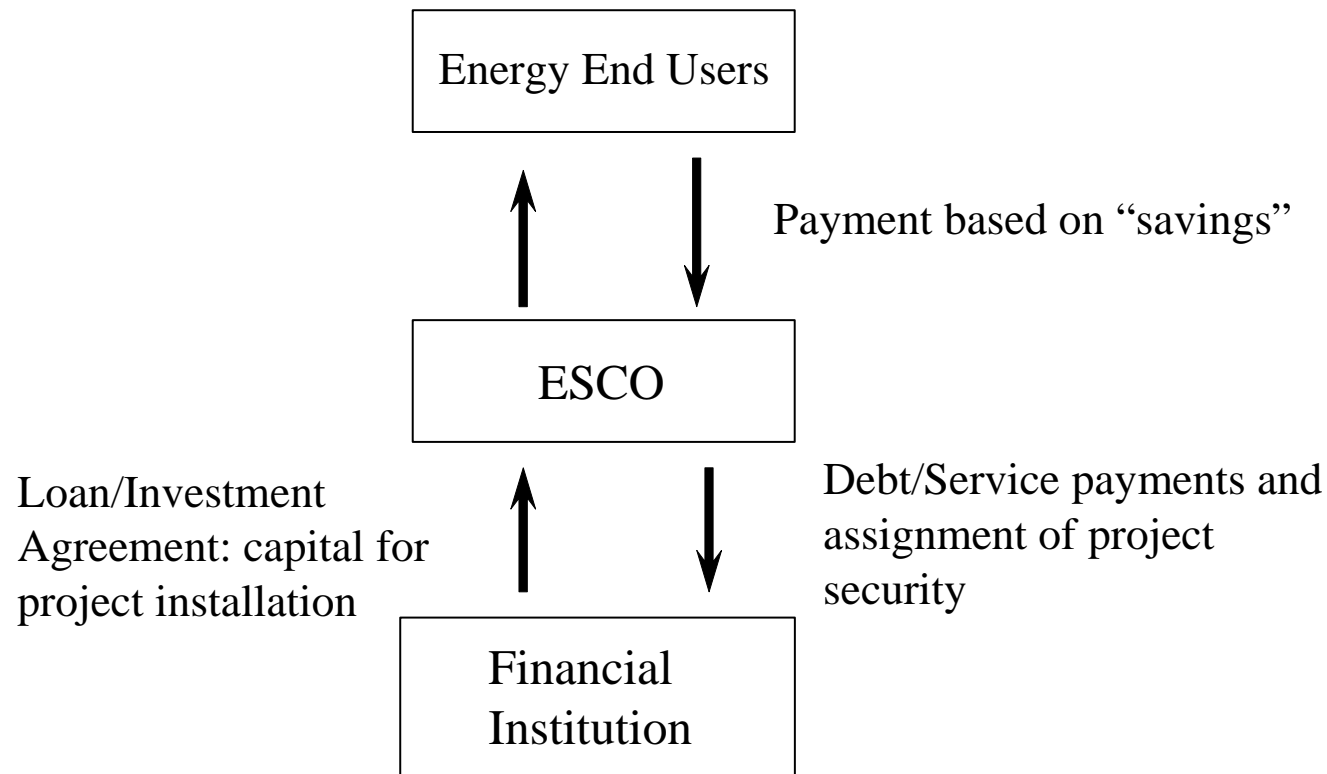 Energy End Users
Payment based on “savings”
ESCO
Loan/Investment
Agreement: capital for
project installation
Debt/Service payments and
assignment of project
security
Financial
Institution